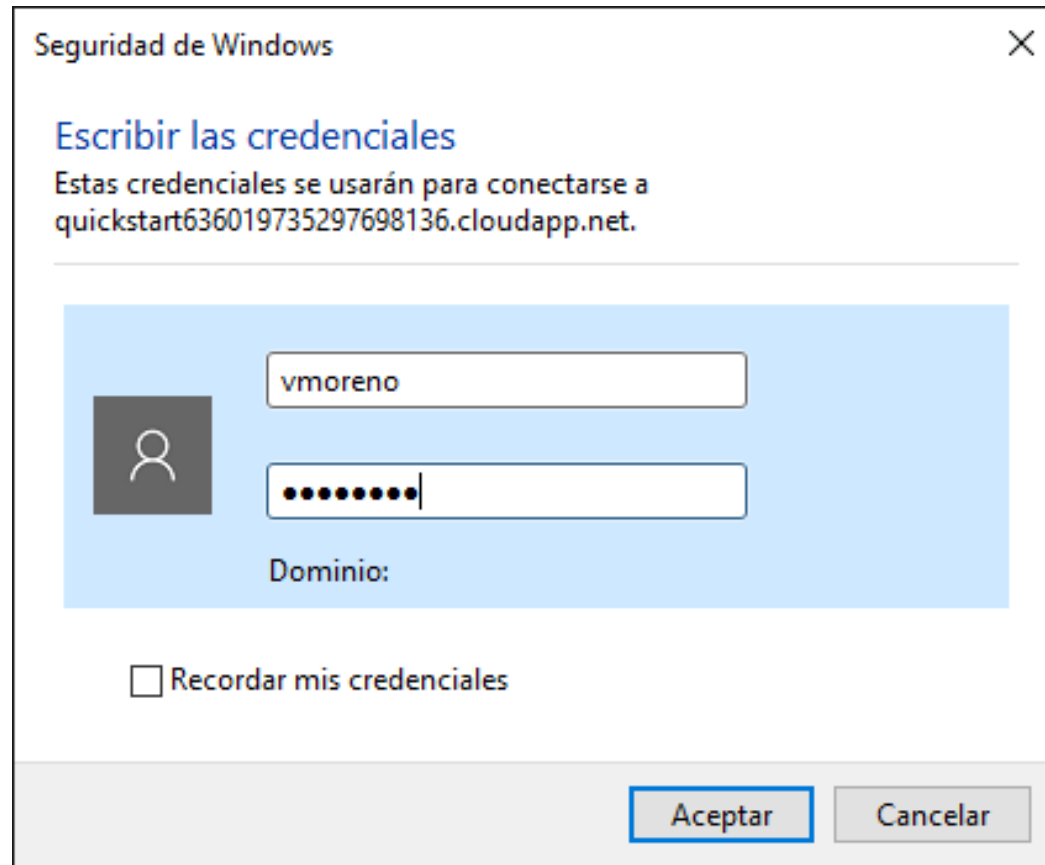 Seguridad de Windows
Escribir las credenciales
Estas credenciales se usarán para conectarse a
quickstart636019735297698136.cloudapp.net.
vmoreno
●●●●●●●●
Dominio:
Recordar mis credenciales
Aceptar
Cancelar